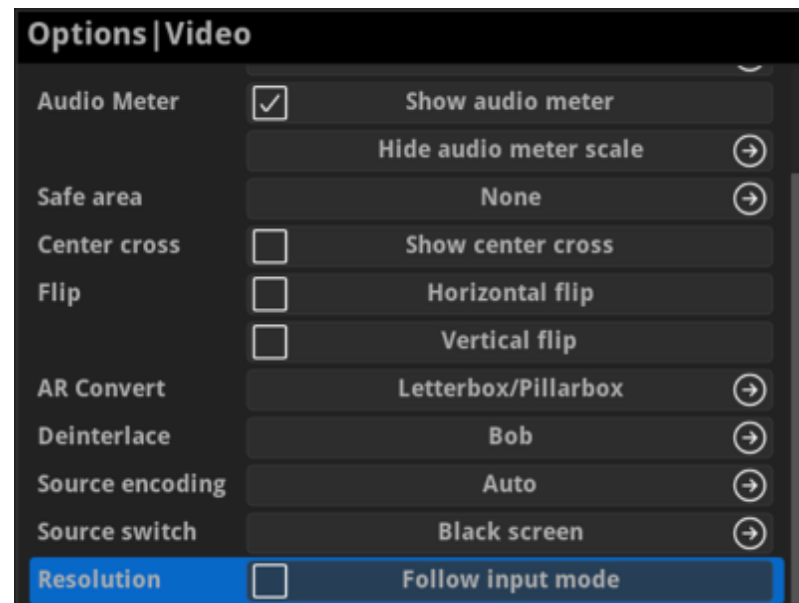 Options|Video
Audio Meter Show audio meter
Hide audio meter scale
Safe area None
Center cross Show center cross
Flip Horizontal flip
Vertical flip
AR Convert Letterbox/Pillarbox
Deinterlace Bob
Source encoding Auto
Source switch Black screen
Resolution Follow input mode